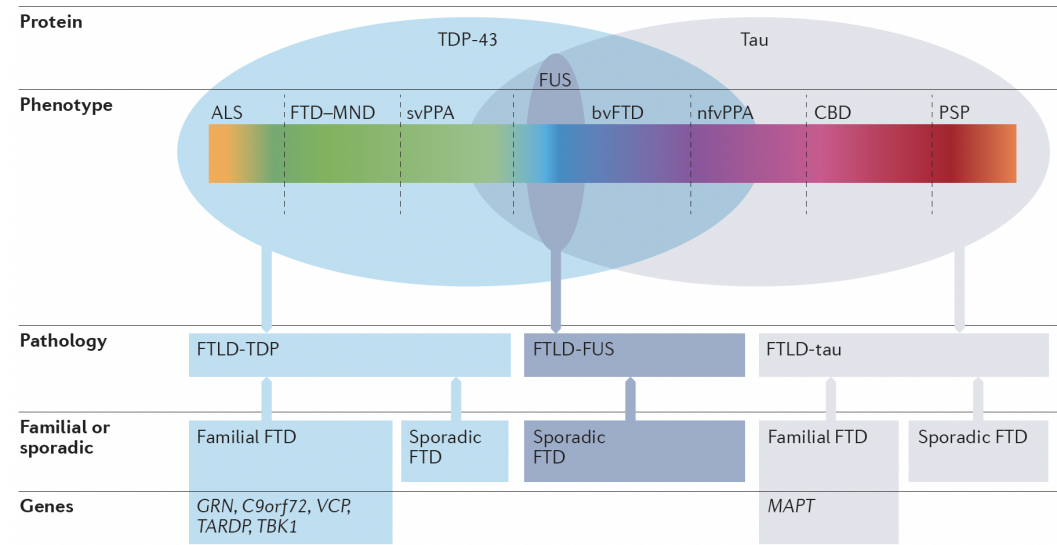 Protein
TDP-43
Tau
FUS
Phenotype
ALS
FTD–MND
svPPA
bvFTD
nfvPPA
CBD
PSP
Pathology
FTLD-TDP
FTLD-FUS
FTLD-tau
Familial or
sporadic
Familial FTD
Sporadic
FTD
Sporadic
FTD
Familial FTD
Sporadic FTD
Genes
GRN, C9orf72, VCP,
TARDP, TBK1
MAPT